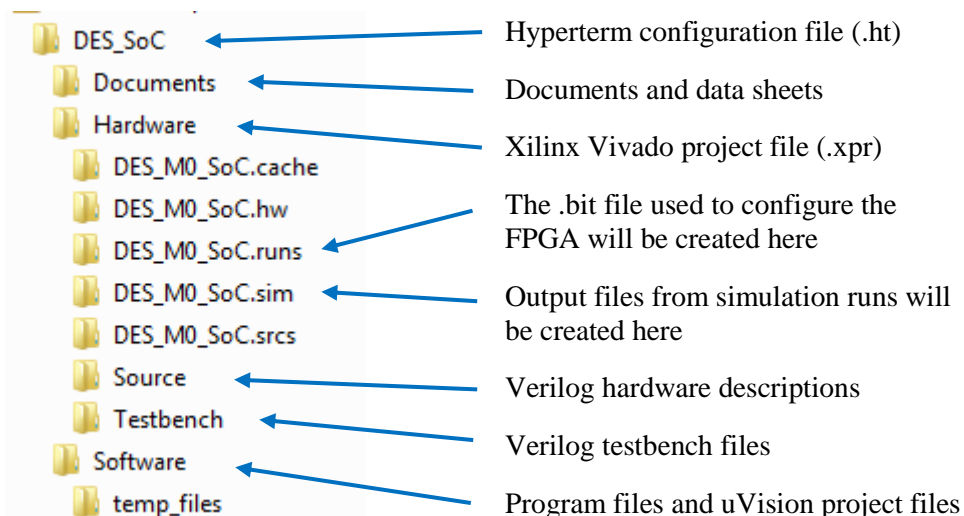 DES_SoC
Hyperterm configuration file (.ht)
Documents
Documents and data sheets
Hardware
Xilinx Vivado project file (.xpr)
DES_M0_SoC.cache
DES_M0_SoC.hw
The .bit file used to configure the
FPGA will be created here
DES_M0_SoC.runs
DES_M0_SoC.sim
Output files from simulation runs will
be created here
DES_M0_SoC.srcs
Source
Verilog hardware descriptions
Testbench
Verilog testbench files
Software
Program files and uVision project files
temp_files